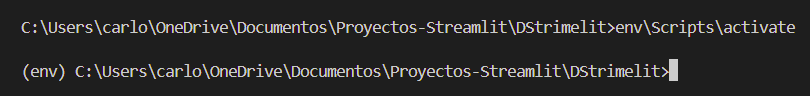 C:\Users\carlo\OneDrive\Documentos\Proyectos-Streamlit\DStrimelit>env\Scripts\activate
(env) C:\Users\carlo\OneDrive\Documentos\Proyectos-Streamlit\DStrimelit>